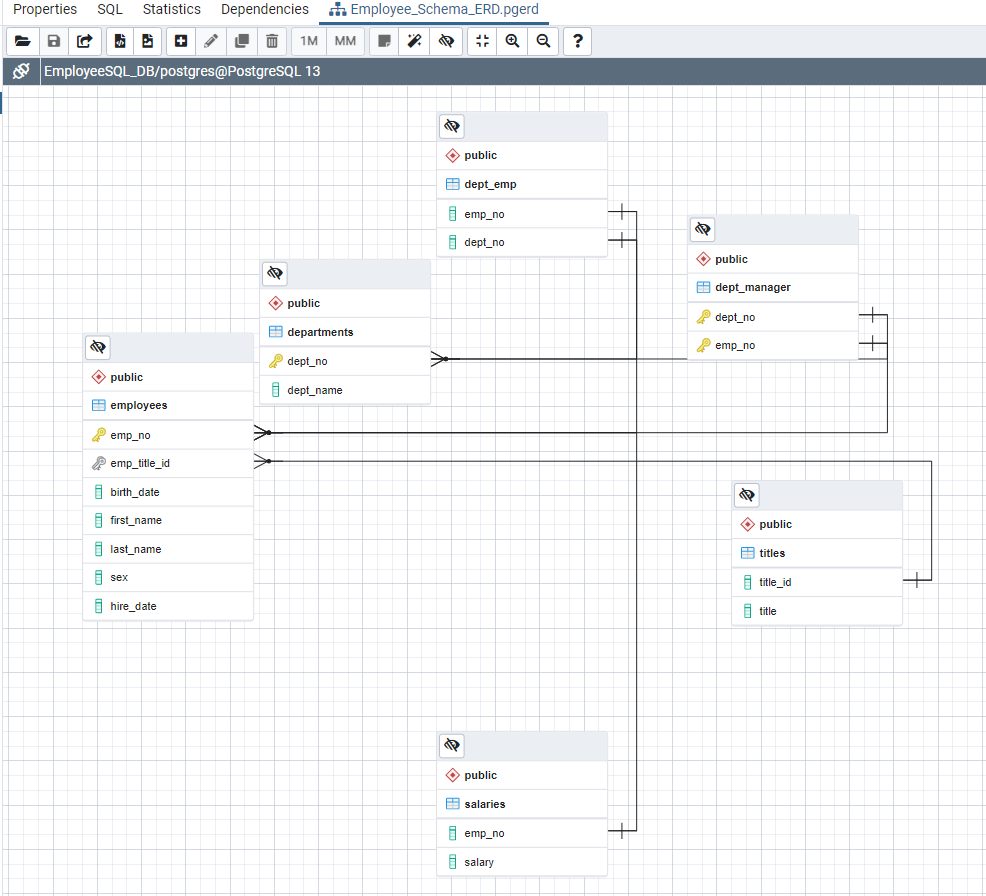 Properties SQL Statistics Dependencies Employee_Schema_ERD.pgerd
1M MM ?
EmployeeSQL_DB/postgres@PostgreSQL 13
public
dept_emp
emp_no
dept_no
public
dept_manager
dept_no
emp_no
public
departments
dept_no
dept_name
public
employees
emp_no
emp_title_id
birth_date
first_name
last_name
sex
hire_date
public
titles
title_id
title
public
salaries
emp_no
salary